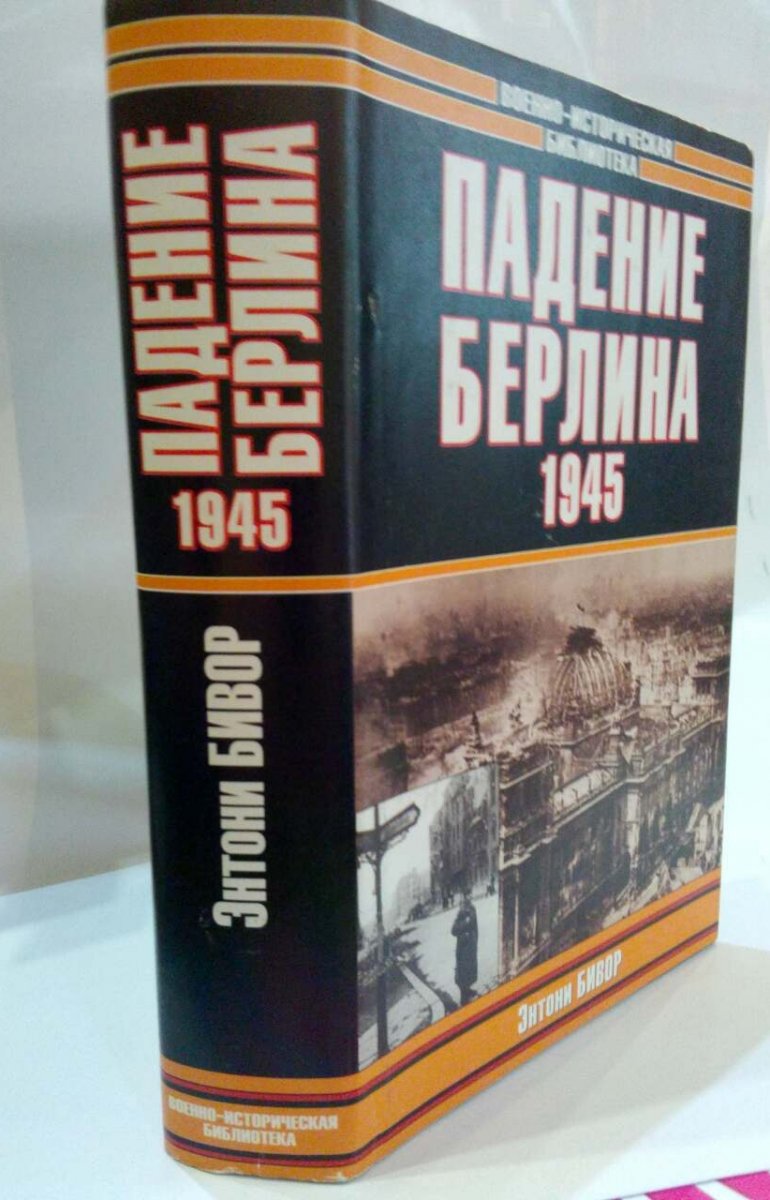 ПАДЕНИЕ
БЕРЛИНА
1945
Энтони БИВОР
ВОЕННО-ИСТОРИЧЕСКАЯ
БИБЛИОТЕКА
ВОЕННО-ИСТОРИЧЕСКАЯ
БИБЛИОТЕКА
ПАДЕНИЕ
БЕРЛИНА
1945
Энтони БИВОР